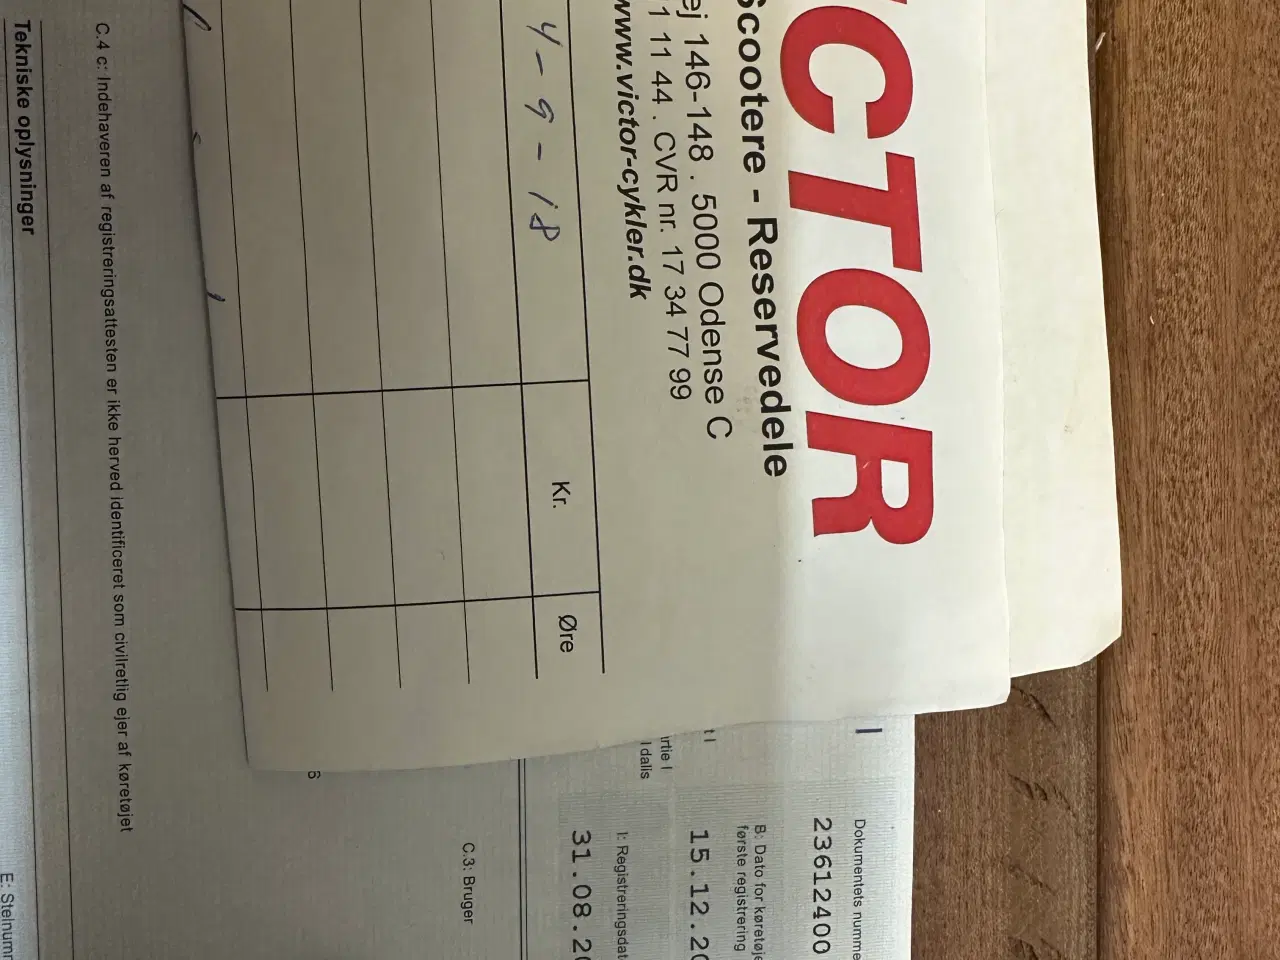 CTOR
Scootere - Reservedele
ej 146-148 . 5000 Odense C
1 11 44 . CVR nr. 17 34 77 99
www.victor-cykler.dk
4-9-18
Kr.
Øre
Dokumentets numme
23612400
B: Dato for køretøje
første registrering
15.12.20
I: Registreringsdat
31.08.20
C.3: Bruger
C.4 c: Indehaveren af registreringsattesten er ikke herved identificeret som civilretlig ejer af køretøjet
Tekniske oplysninger
E: Stelnumr